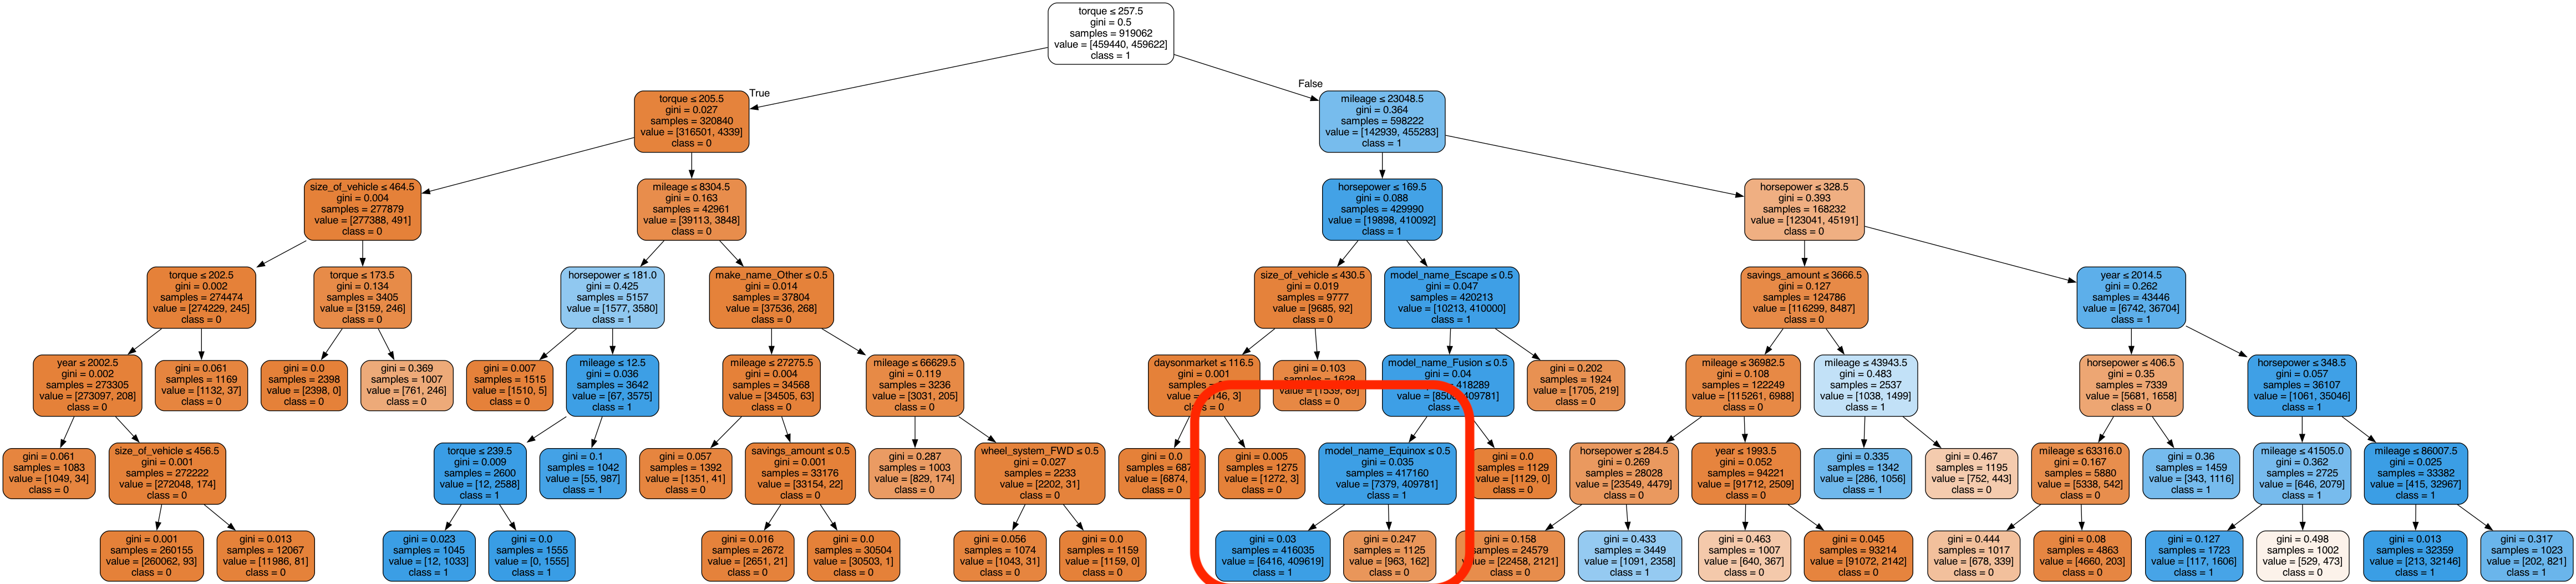 torque ≤ 257.5
gini = 0.5
samples = 919062
value = [459440, 459622]
class = 1
True
False
torque ≤ 205.5
gini = 0.027
samples = 320840
value = [316501, 4339]
class = 0
mileage ≤ 23048.5
gini = 0.364
samples = 598222
value = [142939, 455283]
class = 1
size_of_vehicle ≤ 464.5
gini = 0.004
samples = 277879
value = [277388, 491]
class = 0
mileage ≤ 8304.5
gini = 0.163
samples = 42961
value = [39113, 3848]
class = 0
horsepower ≤ 169.5
gini = 0.088
samples = 429990
value = [19898, 410092]
class = 1
horsepower ≤ 328.5
gini = 0.393
samples = 168232
value = [123041, 45191]
class = 0
torque ≤ 202.5
gini = 0.002
samples = 274474
value = [274229, 245]
class = 0
torque ≤ 173.5
gini = 0.134
samples = 3405
value = [3159, 246]
class = 0
horsepower ≤ 181.0
gini = 0.425
samples = 5157
value = [1577, 3580]
class = 1
make_name_Other ≤ 0.5
gini = 0.014
samples = 37804
value = [37536, 268]
class = 0
size_of_vehicle ≤ 430.5
gini = 0.019
samples = 9777
value = [9685, 92]
class = 0
model_name_Escape ≤ 0.5
gini = 0.047
samples = 420213
value = [10213, 410000]
class = 1
savings_amount ≤ 3666.5
gini = 0.127
samples = 124786
value = [116299, 8487]
class = 0
year ≤ 2014.5
gini = 0.262
samples = 43446
value = [6742, 36704]
class = 1
year ≤ 2002.5
gini = 0.002
samples = 273305
value = [273097, 208]
class = 0
gini = 0.061
samples = 1169
value = [1132, 37]
class = 0
gini = 0.0
samples = 2398
value = [2398, 0]
class = 0
gini = 0.369
samples = 1007
value = [761, 246]
class = 0
gini = 0.007
samples = 1515
value = [1510, 5]
class = 0
mileage ≤ 12.5
gini = 0.036
samples = 3642
value = [67, 3575]
class = 1
mileage ≤ 27275.5
gini = 0.004
samples = 34568
value = [34505, 63]
class = 0
mileage ≤ 66629.5
gini = 0.119
samples = 3236
value = [3031, 205]
class = 0
daysonmarket ≤ 116.5
gini = 0.001
samples =
value = 3]
class = 0
gini = 0.103
samples = 1628
value = [1539, 89]
class = 0
model_name_Fusion ≤ 0.5
gini = 0.04
418289
value = 409781]
class =
gini = 0.202
samples = 1924
value = [1705, 219]
class = 0
mileage ≤ 36982.5
gini = 0.108
samples = 122249
value = [115261, 6988]
class = 0
mileage ≤ 43943.5
gini = 0.483
samples = 2537
value = [1038, 1499]
class = 1
horsepower ≤ 406.5
gini = 0.35
samples = 7339
value = [5681, 1658]
class = 0
horsepower ≤ 348.5
gini = 0.057
samples = 36107
value = [1061, 35046]
class = 1
gini = 0.061
samples = 1083
value = [1049, 34]
class = 0
size_of_vehicle ≤ 456.5
gini = 0.001
samples = 272222
value = [272048, 174]
class = 0
torque ≤ 239.5
gini = 0.009
samples = 2600
value = [12, 2588]
class = 1
gini = 0.1
samples = 1042
value = [55, 987]
class = 1
gini = 0.057
samples = 1392
value = [1351, 41]
class = 0
savings_amount ≤ 0.5
gini = 0.001
samples = 33176
value = [33154, 22]
class = 0
gini = 0.287
samples = 1003
value = [829, 174]
class = 0
wheel_system_FWD ≤ 0.5
gini = 0.027
samples = 2233
value = [2202, 31]
class = 0
gini = 0.0
samples =
value = [6874,
class = 0
gini = 0.005
samples = 1275
value = [1272, 3]
class = 0
model_name_Equinox ≤ 0.5
gini = 0.035
samples = 417160
value = [7379, 409781]
class = 1
gini = 0.0
samples = 1129
value = [1129, 0]
class = 0
horsepower ≤ 284.5
gini = 0.269
samples = 28028
value = [23549, 4479]
class = 0
year ≤ 1993.5
gini = 0.052
samples = 94221
value = [91712, 2509]
class = 0
gini = 0.335
samples = 1342
value = [286, 1056]
class = 1
gini = 0.467
samples = 1195
value = [752, 443]
class = 0
mileage ≤ 63316.0
gini = 0.167
samples = 5880
value = [5338, 542]
class = 0
gini = 0.36
samples = 1459
value = [343, 1116]
class = 1
mileage ≤ 41505.0
gini = 0.362
samples = 2725
value = [646, 2079]
class = 1
mileage ≤ 86007.5
gini = 0.025
samples = 33382
value = [415, 32967]
class = 1
gini = 0.001
samples = 260155
value = [260062, 93]
class = 0
gini = 0.013
samples = 12067
value = [11986, 81]
class = 0
gini = 0.023
samples = 1045
value = [12, 1033]
class = 1
gini = 0.0
samples = 1555
value = [0, 1555]
class = 1
gini = 0.016
samples = 2672
value = [2651, 21]
class = 0
gini = 0.0
samples = 30504
value = [30503, 1]
class = 0
gini = 0.056
samples = 1074
value = [1043, 31]
class = 0
gini = 0.0
samples = 1159
value = [1159, 0]
class = 0
gini = 0.03
samples = 416035
value = [6416, 409619]
class = 1
gini = 0.247
samples = 1125
value = [963, 162]
class = 0
gini = 0.158
samples = 24579
value = [22458, 2121]
class = 0
gini = 0.433
samples = 3449
value = [1091, 2358]
class = 1
gini = 0.463
samples = 1007
value = [640, 367]
class = 0
gini = 0.045
samples = 93214
value = [91072, 2142]
class = 0
gini = 0.444
samples = 1017
value = [678, 339]
class = 0
gini = 0.08
samples = 4863
value = [4660, 203]
class = 0
gini = 0.127
samples = 1723
value = [117, 1606]
class = 1
gini = 0.498
samples = 1002
value = [529, 473]
class = 0
gini = 0.013
samples = 32359
value = [213, 32146]
class = 1
gini = 0.317
samples = 1023
value = [202, 821]
class = 1